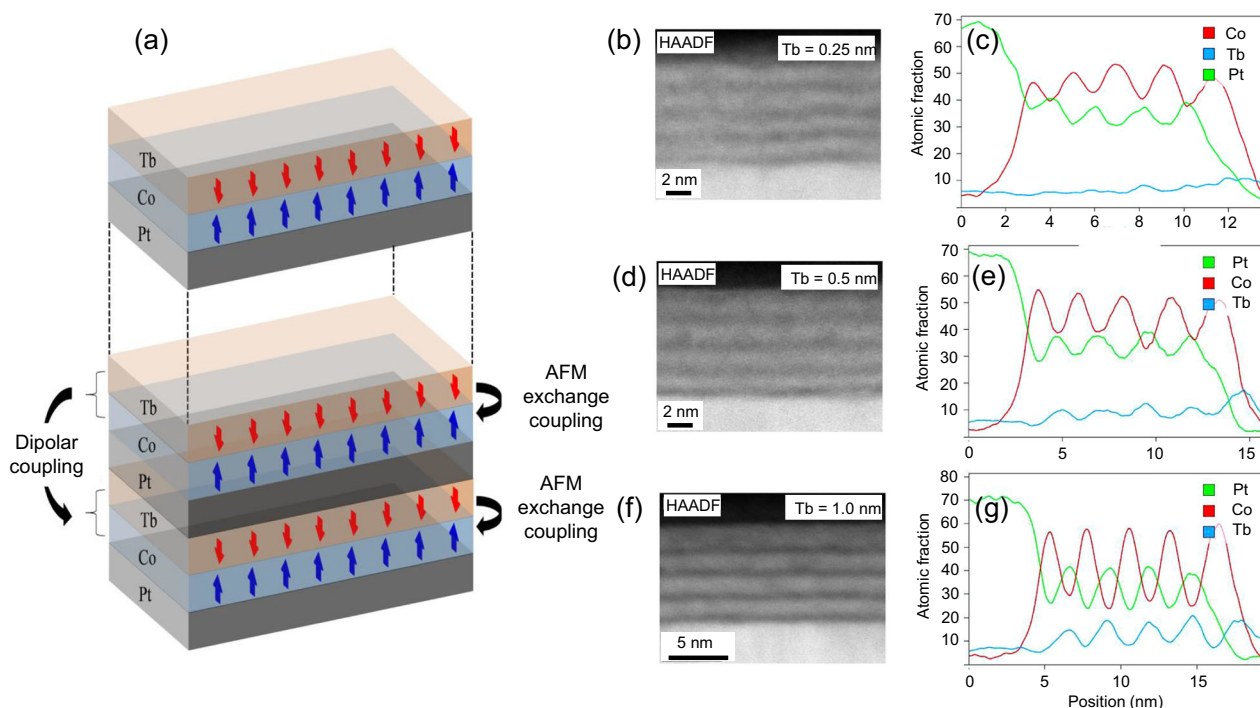 (a)
Tb
Co
Pt
Dipolar
coupling
Tb
Co
Pt
Tb
Co
Pt
AFM
exchange
coupling
AFM
exchange
coupling
(b)
HAADF
Tb = 0.25 nm
2 nm
(c)
Atomic fraction
70
60
50
40
30
20
10
0 2 4 6 8 10 12
Co
Tb
Pt
(d)
HAADF
Tb = 0.5 nm
2 nm
(e)
Atomic fraction
70
60
50
40
30
20
10
0 5 10 15
Pt
Co
Tb
(f)
HAADF
Tb = 1.0 nm
5 nm
(g)
Atomic fraction
80
70
60
50
40
30
20
10
0 5 10 15
Position (nm)
Pt
Co
Tb